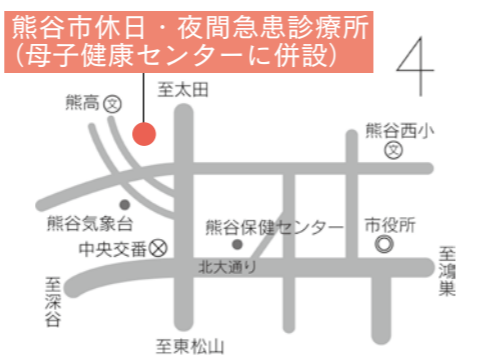 熊谷市休日・夜間急患診療所
(母子健康センターに併設)
至太田
熊高
文
熊谷西小
文
熊谷気象台
熊谷保健センター
市役所
中央交番
北大通り
至鴻巣
至深谷
至東松山